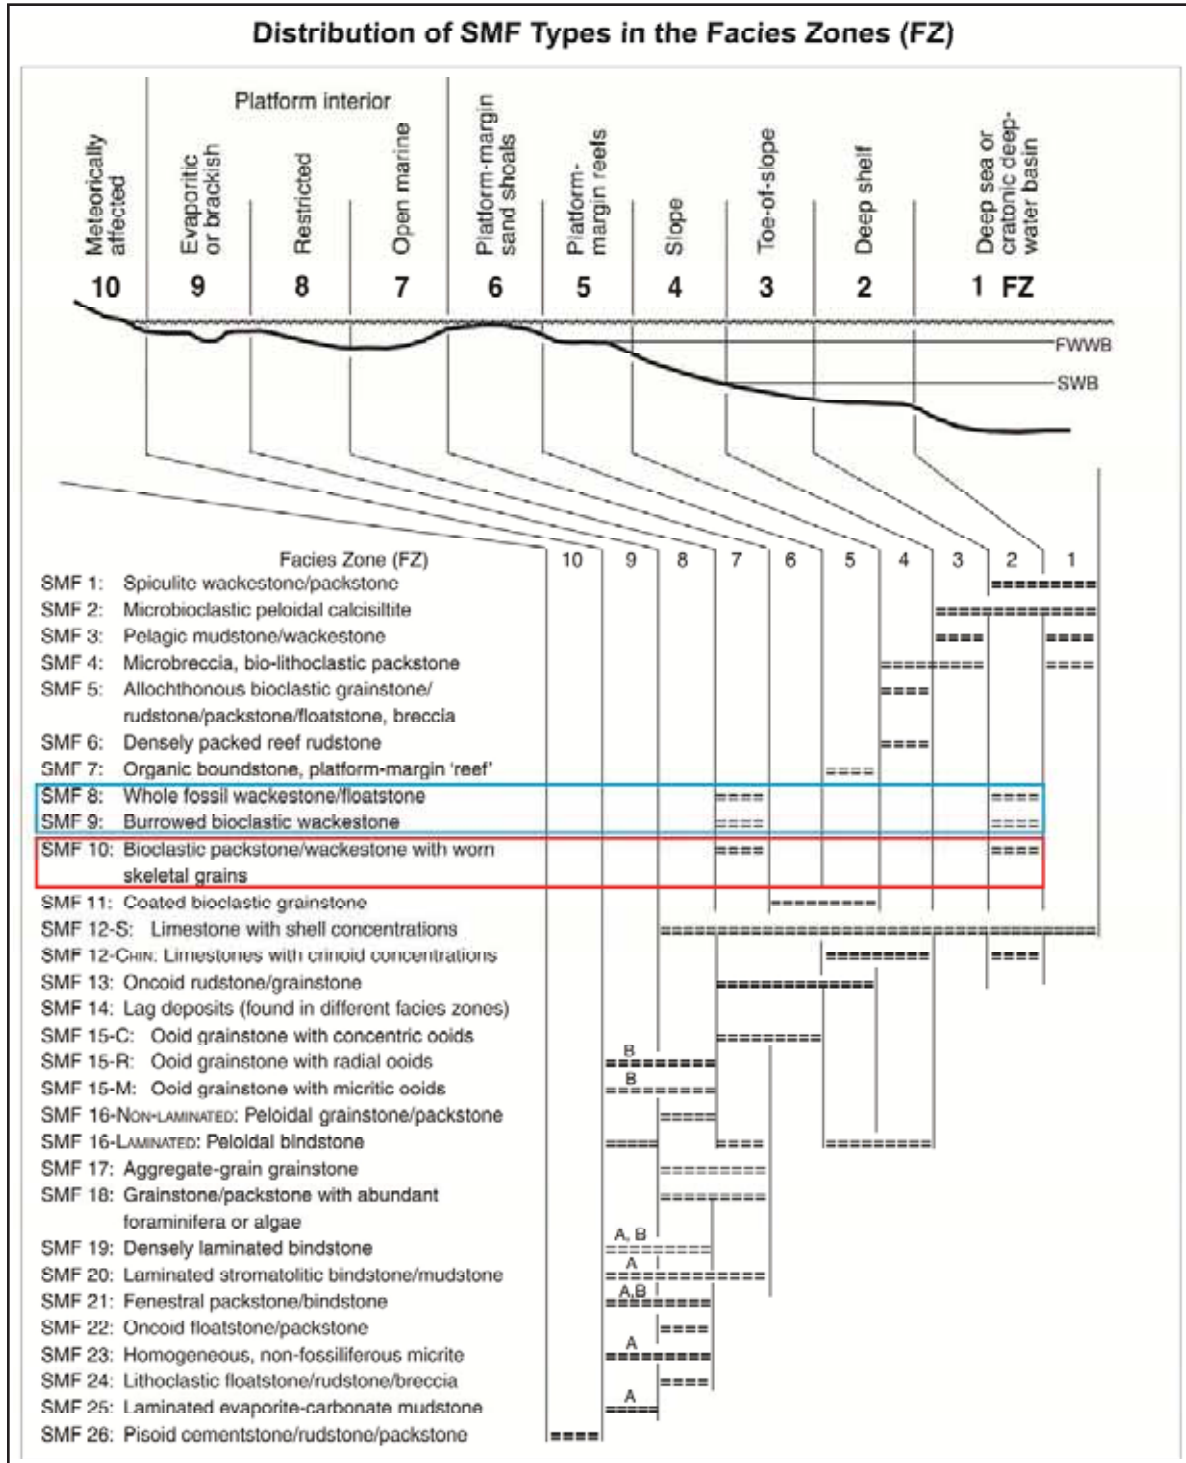 Distribution of SMF Types in the Facies Zones (FZ)
Platform interior
Meteorically
affected
Evaporitic
or brackish
Restricted
Open marine
Platform-margin
sand shoals
Platform-
margin reefs
Slope
Toe-of-slope
Deep shelf
Deep sea or
cratonic deep-
water basin
10 9 8 7 6 5 4 3 2 1 FZ
FWWB
SWB
Facies Zone (FZ) 10 9 8 7 6 5 4 3 2 1
SMF 1: Spiculite wackestone/packstone
SMF 2: Microbioclastic peloidal calcisiltite
SMF 3: Pelagic mudstone/wackestone
SMF 4: Microbreccia, bio-lithoclastic packstone
SMF 5: Allochthonous bioclastic grainstone/
rudstone/packstone/floatstone, breccia
SMF 6: Densely packed reef rudstone
SMF 7: Organic boundstone, platform-margin ‘reef’
SMF 8: Whole fossil wackestone/floatstone
SMF 9: Burrowed bioclastic wackestone
SMF 10: Bioclastic packstone/wackestone with worn
skeletal grains
SMF 11: Coated bioclastic grainstone
SMF 12-S: Limestone with shell concentrations
SMF 12-CRIN: Limestones with crinoid concentrations
SMF 13: Oncoid rudstone/grainstone
SMF 14: Lag deposits (found in different facies zones)
SMF 15-C: Ooid grainstone with concentric ooids
SMF 15-R: Ooid grainstone with radial ooids B
SMF 15-M: Ooid grainstone with micritic ooids B
SMF 16-NON-LAMINATED: Peloidal grainstone/packstone
SMF 16-LAMINATED: Peloidal bindstone
SMF 17: Aggregate-grain grainstone
SMF 18: Grainstone/packstone with abundant
foraminifera or algae
SMF 19: Densely laminated bindstone A, B
SMF 20: Laminated stromatolitic bindstone/mudstone A
SMF 21: Fenestral packstone/bindstone A,B
SMF 22: Oncoid floatstone/packstone
SMF 23: Homogeneous, non-fossiliferous micrite A
SMF 24: Lithoclastic floatstone/rudstone/breccia
SMF 25: Laminated evaporite-carbonate mudstone A
SMF 26: Pisoid cementstone/rudstone/packstone